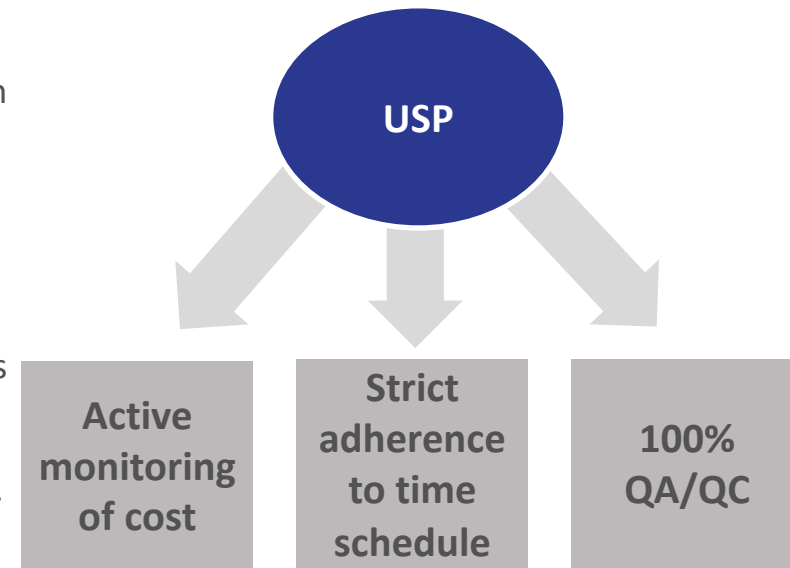 USP
Active
monitoring
of cost
Strict
adherence
to time
schedule
100%
QA/QC